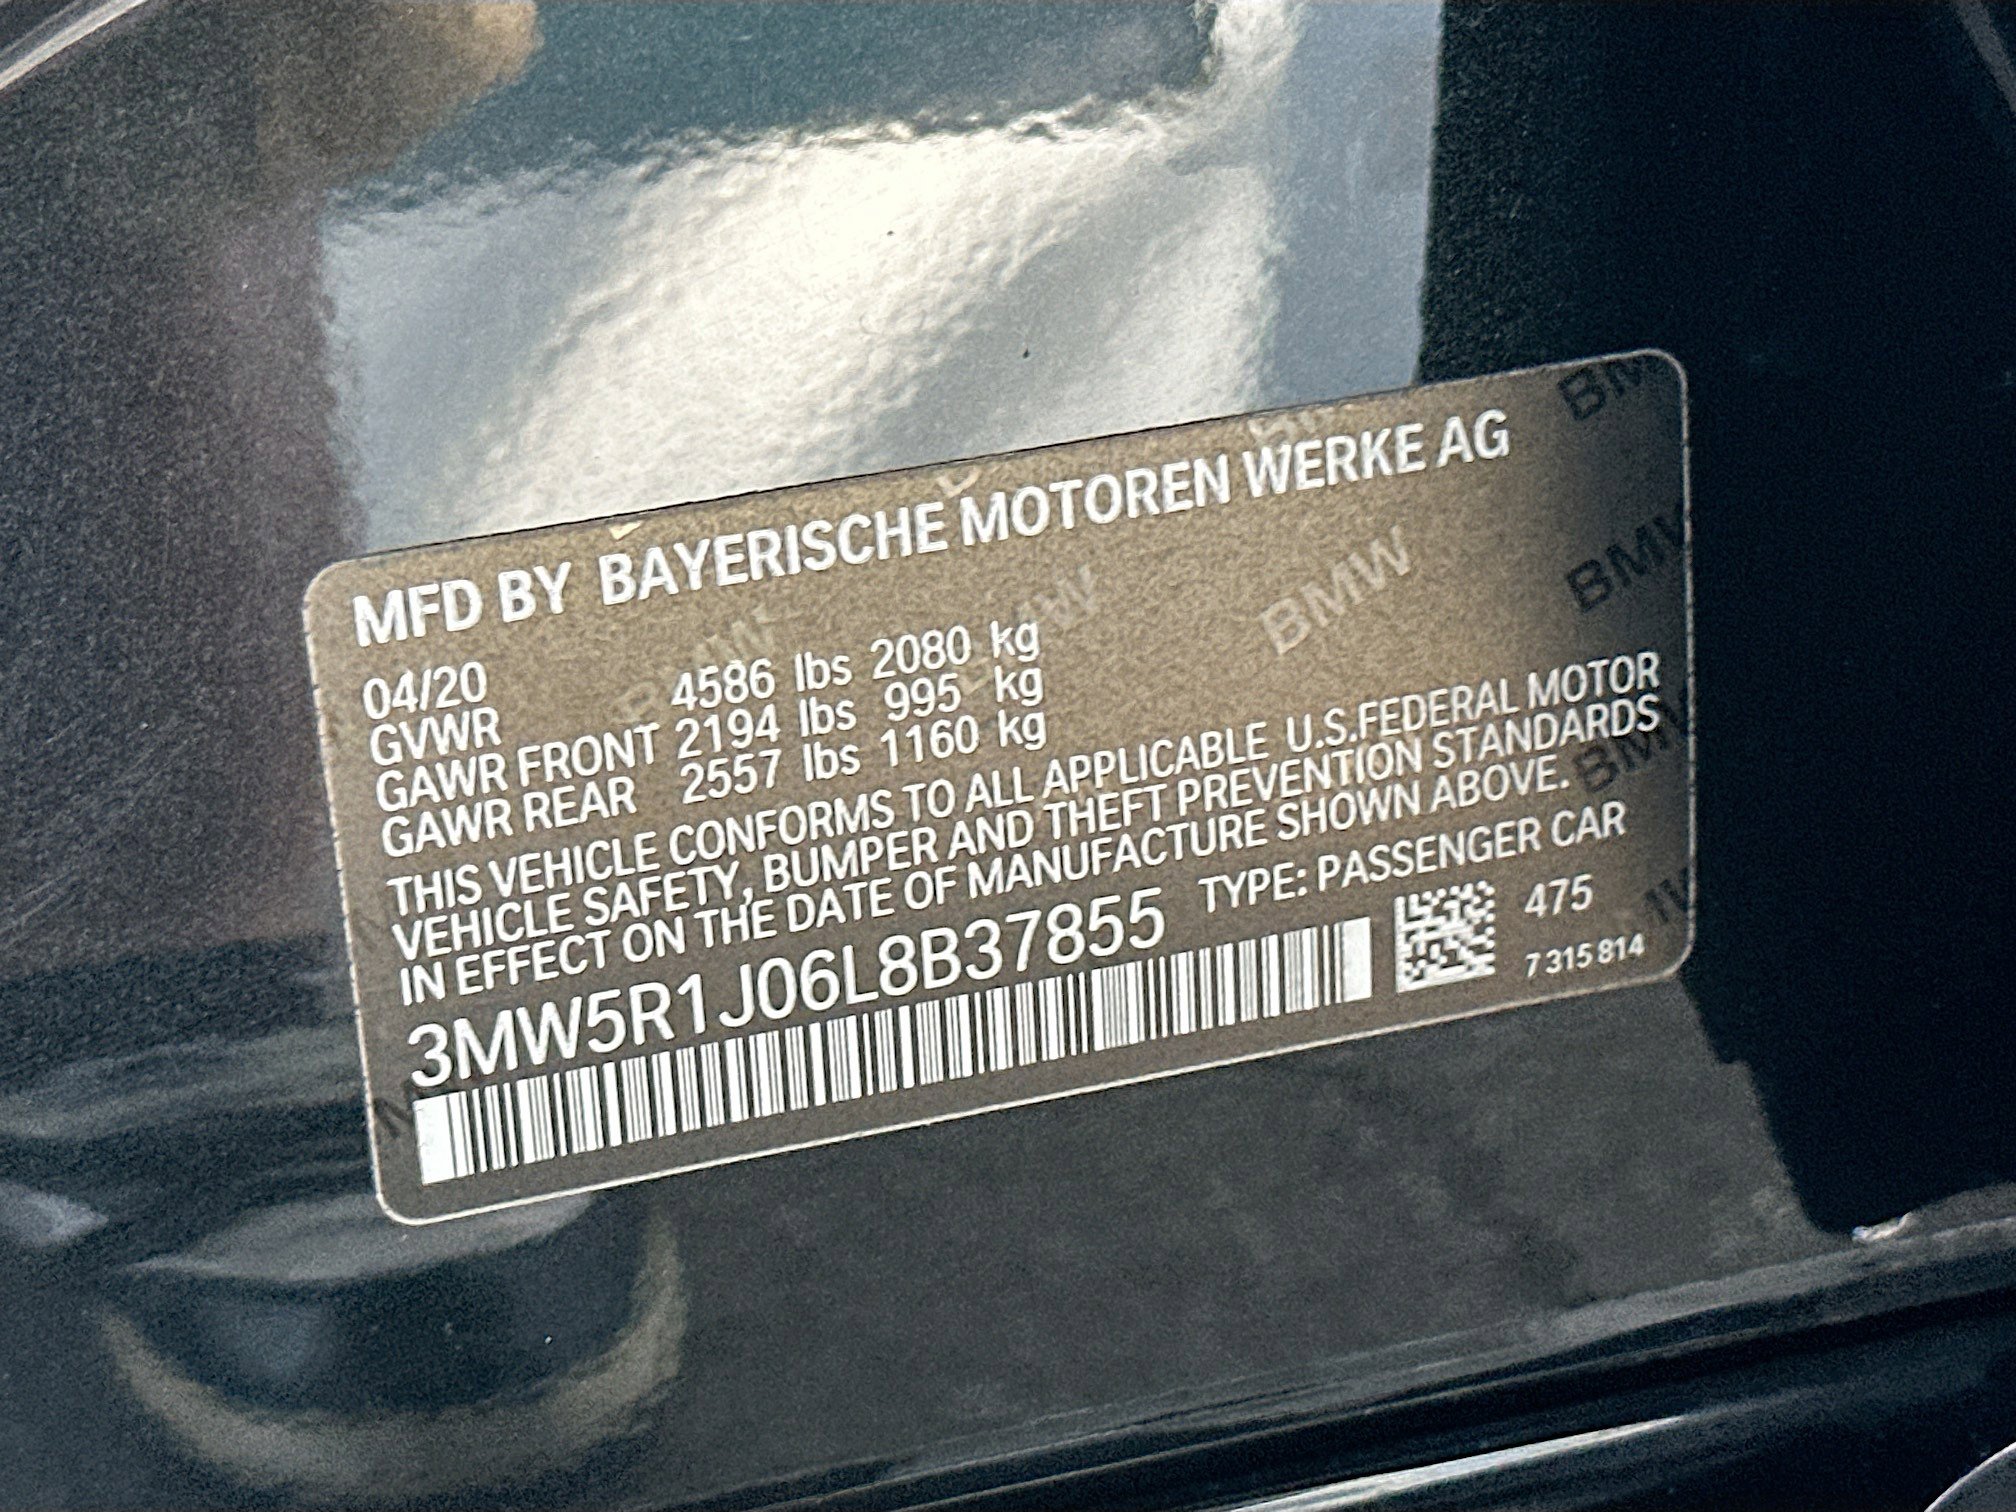 MFD BY BAYERISCHE MOTOREN WERKE AG
04/20
GVWR 4586 lbs 2080 kg
GAWR FRONT 2194 lbs 995 kg
GAWR REAR 2557 lbs 1160 kg
THIS VEHICLE CONFORMS TO ALL APPLICABLE U.S.FEDERAL MOTOR
VEHICLE SAFETY, BUMPER AND THEFT PREVENTION STANDARDS
IN EFFECT ON THE DATE OF MANUFACTURE SHOWN ABOVE.
3MW5R1J06L8B37855 TYPE: PASSENGER CAR
475
7 315 814
BMW
BMW
BMW
BMW
BMW